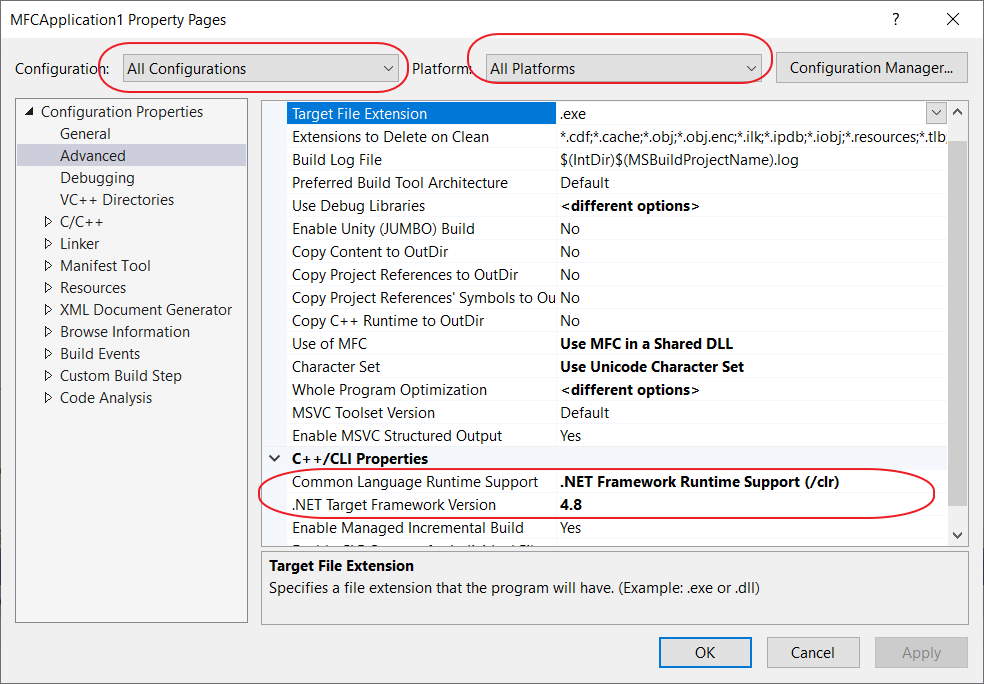 MFCApplication1 Property Pages
Configuration: All Configurations Platform: All Platforms Configuration Manager...
Configuration Properties
General
Advanced
Debugging
VC++ Directories
C/C++
Linker
Manifest Tool
Resources
XML Document Generator
Browse Information
Build Events
Custom Build Step
Code Analysis
Target File Extension .exe
Extensions to Delete on Clean *.cdf;*.cache;*.obj;*.obj.enc;*.ilk;*.ipdb;*.iobj;*.resources;*.tlb;
Build Log File $(IntDir)$(MSBuildProjectName).log
Preferred Build Tool Architecture Default
Use Debug Libraries <different options>
Enable Unity (JUMBO) Build No
Copy Content to OutDir No
Copy Project References to OutDir No
Copy Project References' Symbols to Ou No
Copy C++ Runtime to OutDir No
Use of MFC Use MFC in a Shared DLL
Character Set Use Unicode Character Set
Whole Program Optimization <different options>
MSVC Toolset Version Default
Enable MSVC Structured Output Yes
C++/CLI Properties
Common Language Runtime Support .NET Framework Runtime Support (/clr)
.NET Target Framework Version 4.8
Enable Managed Incremental Build Yes
Target File Extension
Specifies a file extension that the program will have. (Example: .exe or .dll)
OK Cancel Apply